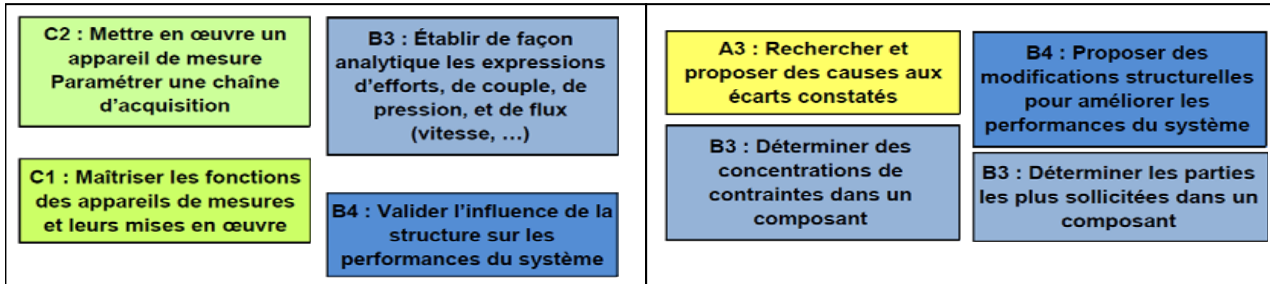 C2 : Mettre en œuvre un
appareil de mesure
Paramétrer une chaîne
d'acquisition
C1 : Maîtriser les fonctions
des appareils de mesures
et leurs mises en œuvre
B3 : Établir de façon
analytique les expressions
d'efforts, de couple, de
pression, et de flux
(vitesse, ...)
B4 : Valider l'influence de la
structure sur les
performances du système
A3 : Rechercher et
proposer des causes aux
écarts constatés
B3 : Déterminer des
concentrations de
contraintes dans un
composant
B4 : Proposer des
modifications structurelles
pour améliorer les
performances du système
B3 : Déterminer les parties
les plus sollicitées dans un
composant